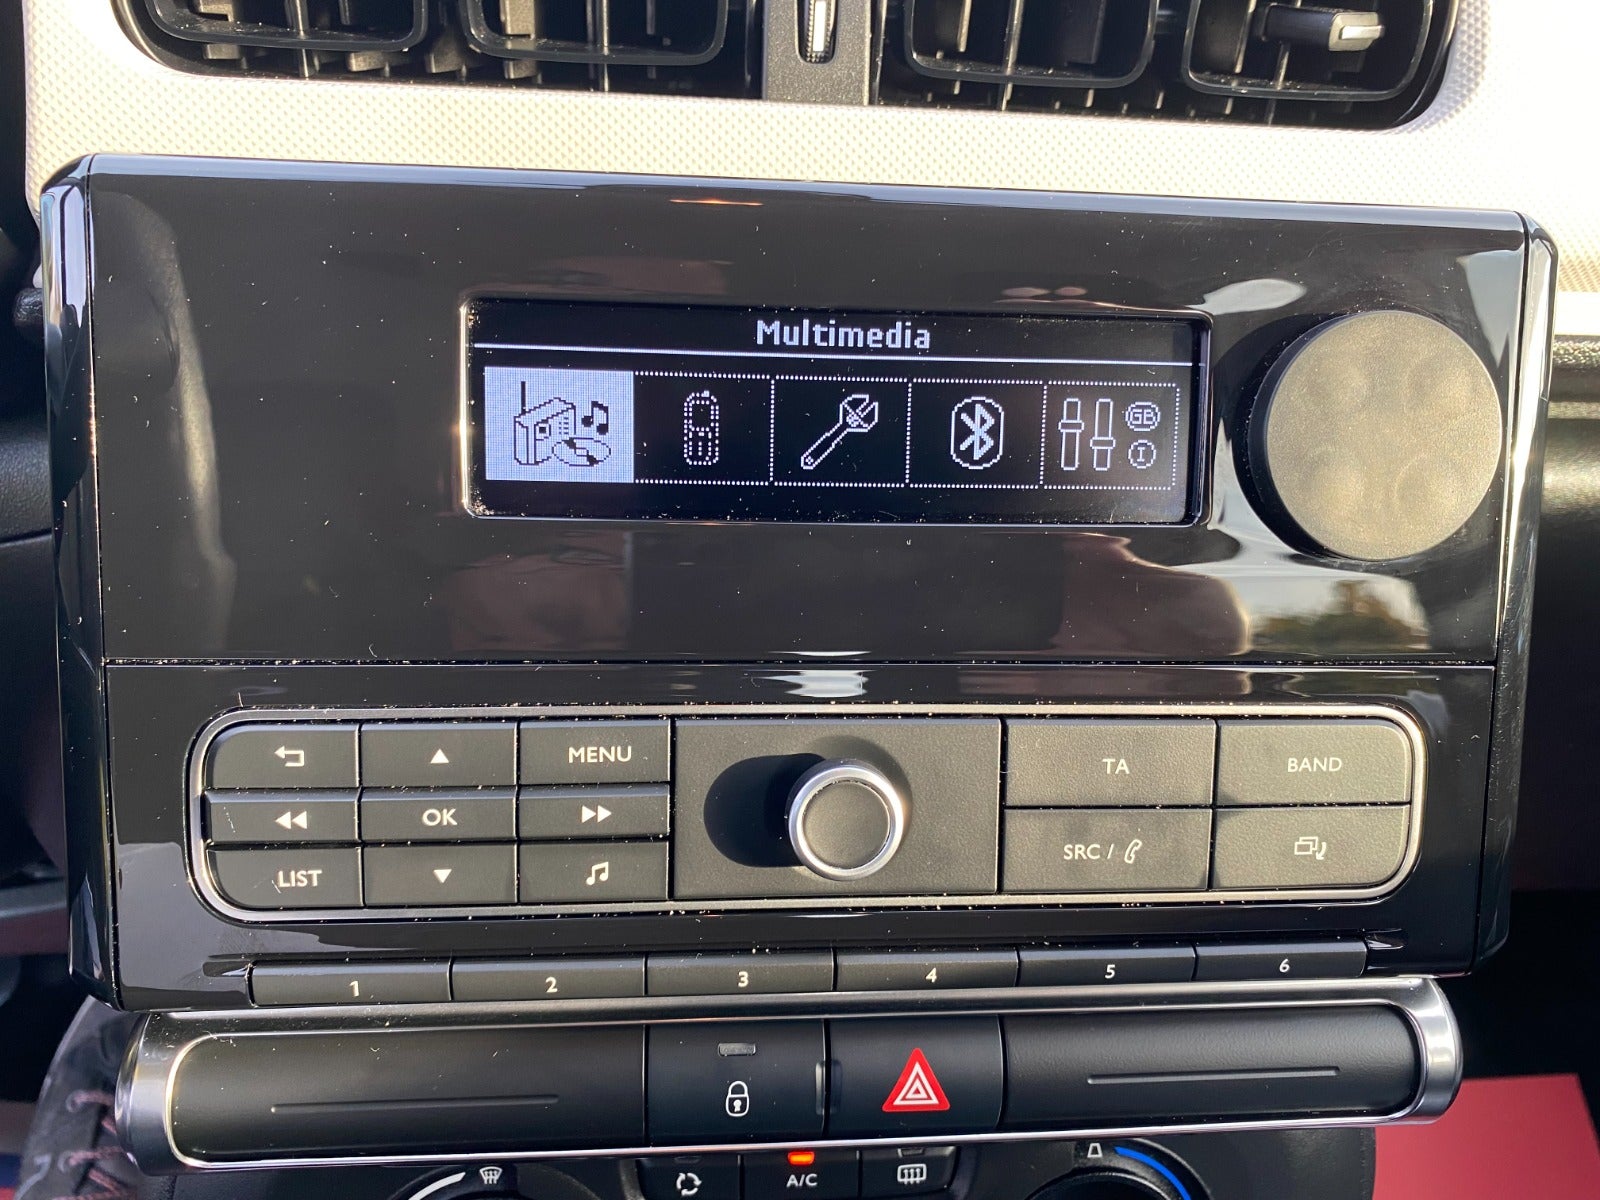 Multimedia
GB
I
MENU
TA
BAND
OK
SRC /
LIST
1 2 3 4 5 6
A/C